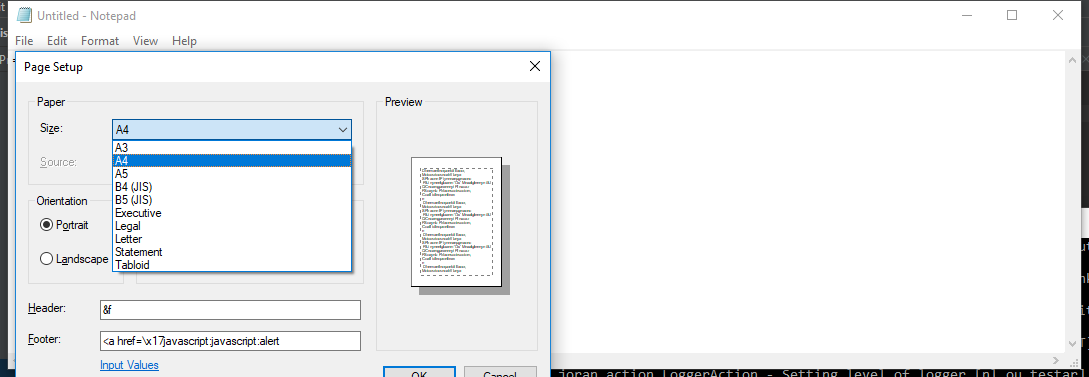 Untitled - Notepad
File Edit Format View Help
Page Setup
Paper
Size:
A4
A3
A4
A5
B4 (JIS)
B5 (JIS)
Executive
Legal
Letter
Statement
Tabloid
Source:
Orientation
Portrait
Landscape
Preview
Header:
&f
Footer:
<a href=\x17javascript:javascript:alert
Input Values
OK
Cancel
joran action LoggerAction - Setting level of logger [n] ou testar